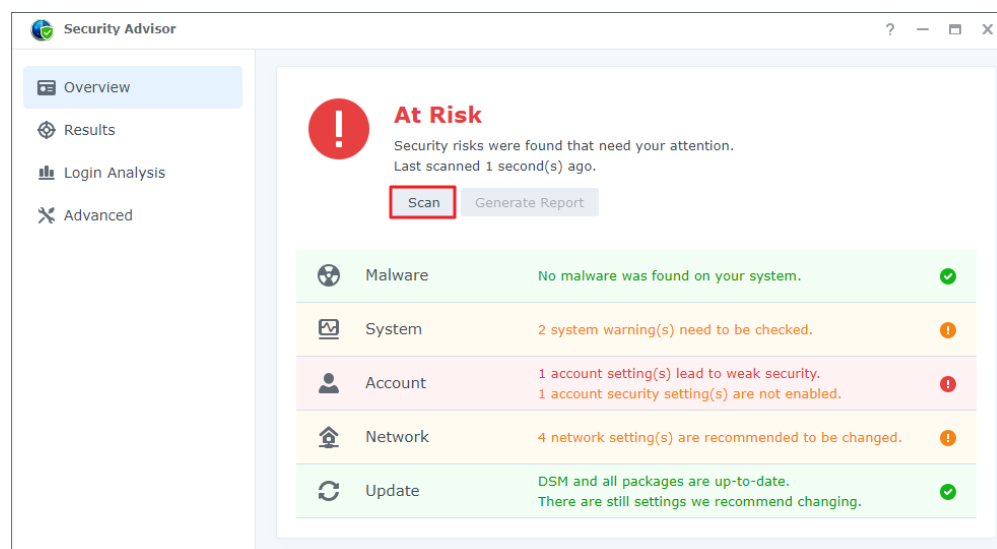 Security Advisor
?
Overview
Results
Login Analysis
Advanced
At Risk
Security risks were found that need your attention.
Last scanned 1 second(s) ago.
Scan
Generate Report
Malware
No malware was found on your system.
System
2 system warning(s) need to be checked.
Account
1 account setting(s) lead to weak security.
1 account security setting(s) are not enabled.
Network
4 network setting(s) are recommended to be changed.
Update
DSM and all packages are up-to-date.
There are still settings we recommend changing.